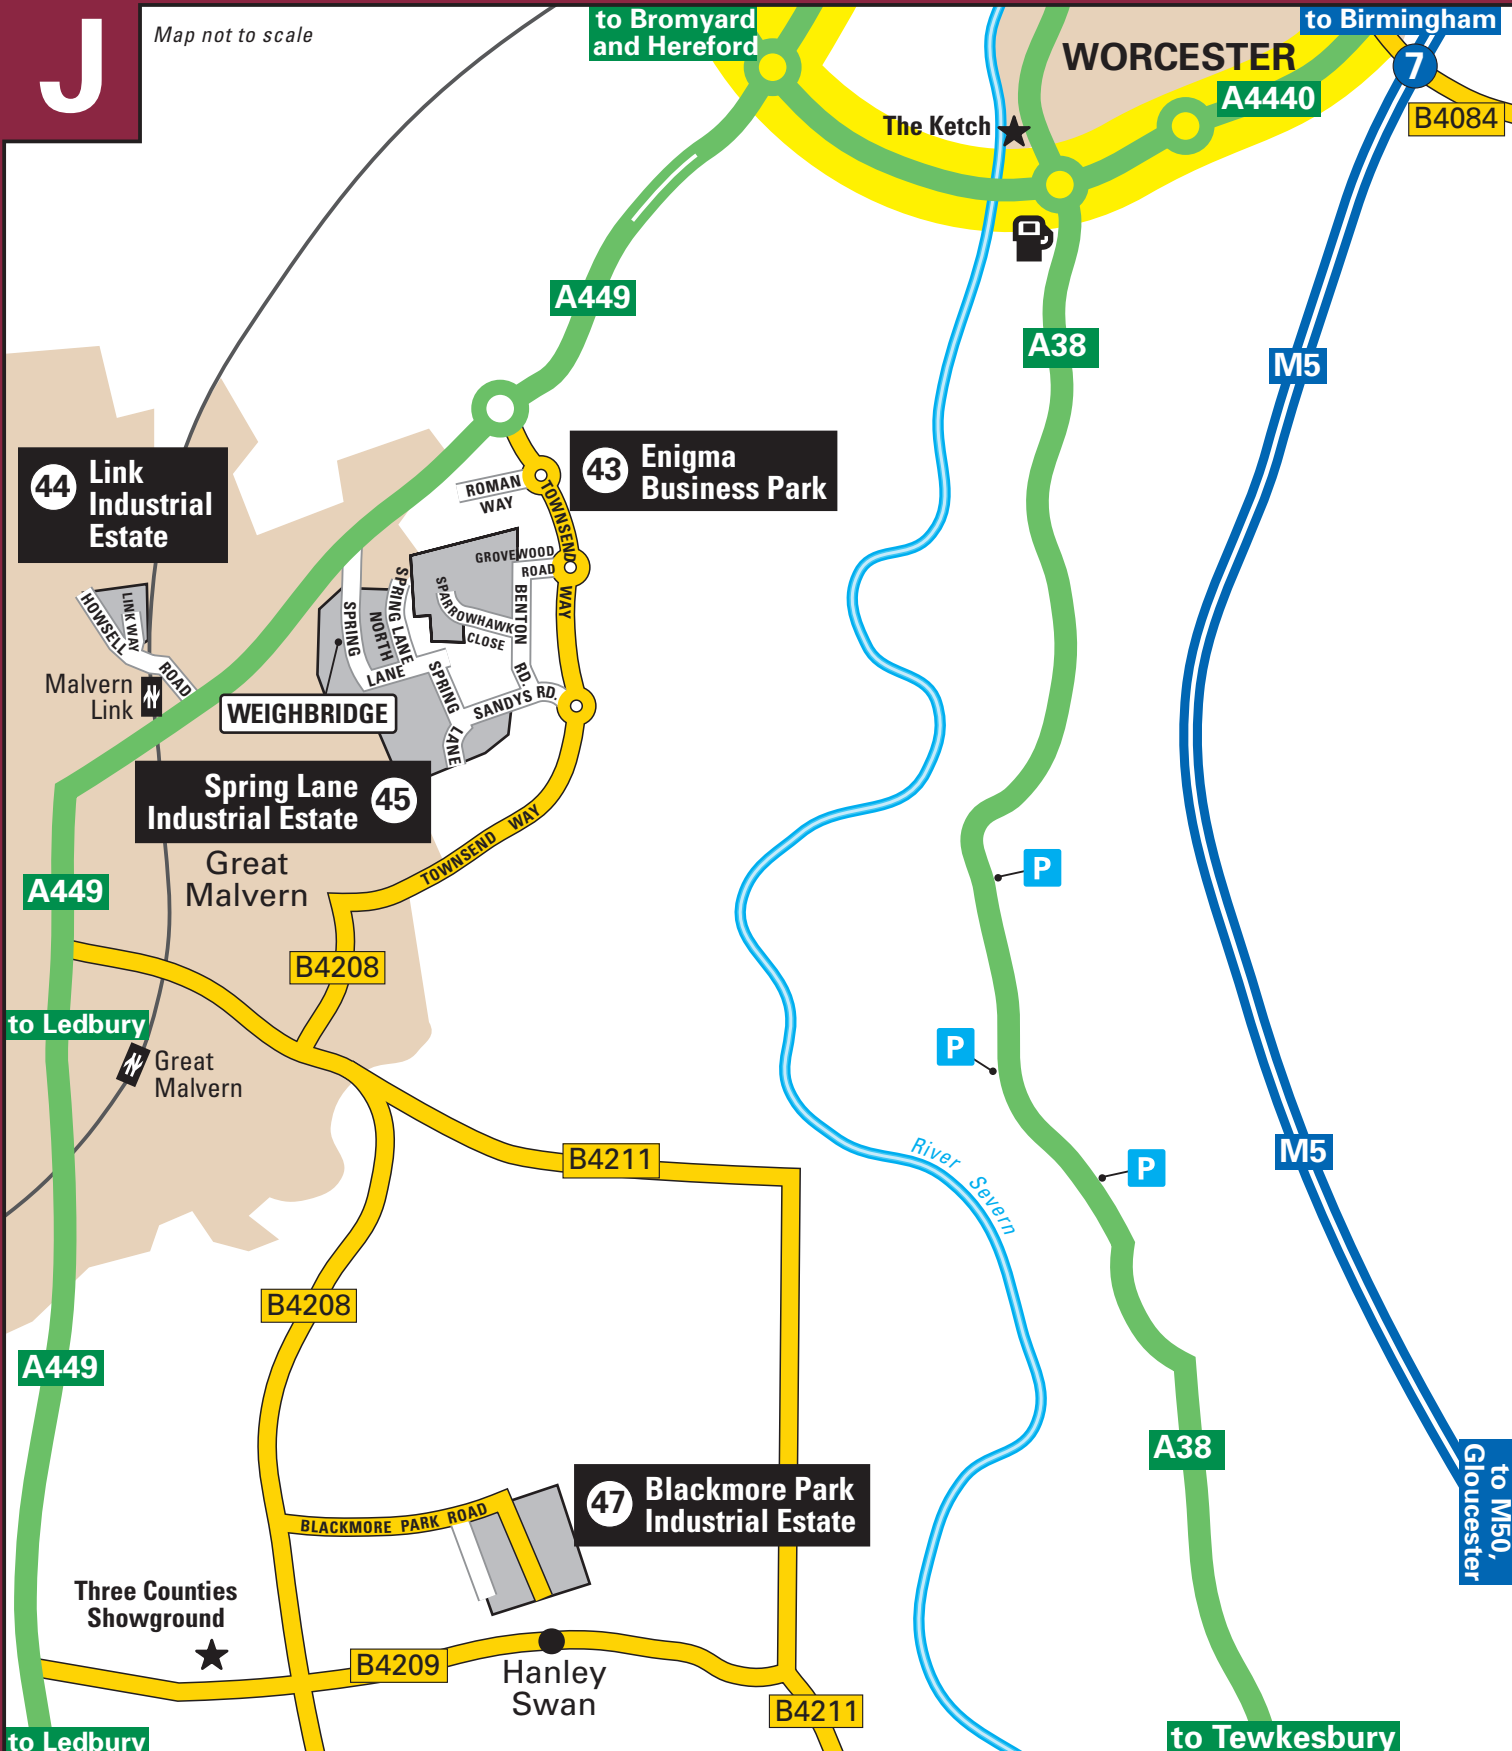 J
Map not to scale
to Bromyard
and Hereford
to Birmingham
WORCESTER
7
A4440
B4084
The Ketch
A449
A38
M5
44
Link
Industrial
Estate
43
Enigma
Business Park
ROMAN
WAY
TOWNSEND
WAY
GROVEWOOD
ROAD
SPARROWHAWK
CLOSE
BENTON
RD.
SPRING
LANE
SPRING LANE
NORTH
SPRING
LANE
SANDYS RD.
HOWSELL
ROAD
LINK WAY
Malvern
Link
WEIGHBRIDGE
Spring Lane
Industrial Estate
45
TOWNSEND WAY
Great
Malvern
P
A449
B4208
to Ledbury
Great
Malvern
P
B4211
River Severn
P
M5
B4208
A449
A38
to M50,
Gloucester
47
Blackmore Park
Industrial Estate
BLACKMORE PARK ROAD
Three Counties
Showground
B4209
Hanley
Swan
B4211
to Ledbury
to Tewkesbury